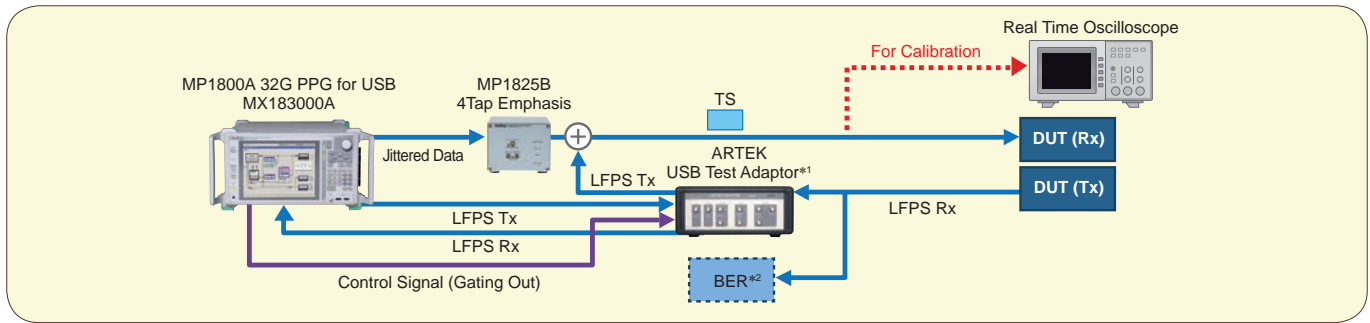 Real Time Oscilloscope
For Calibration
MP1800A 32G PPG for USB
MX183000A
MP1825B
4Tap Emphasis
TS
Jittered Data
DUT (Rx)
ARTEK
USB Test Adaptor*1
LFPS Tx
DUT (Tx)
LFPS Rx
LFPS Tx
LFPS Rx
BER*2
Control Signal (Gating Out)